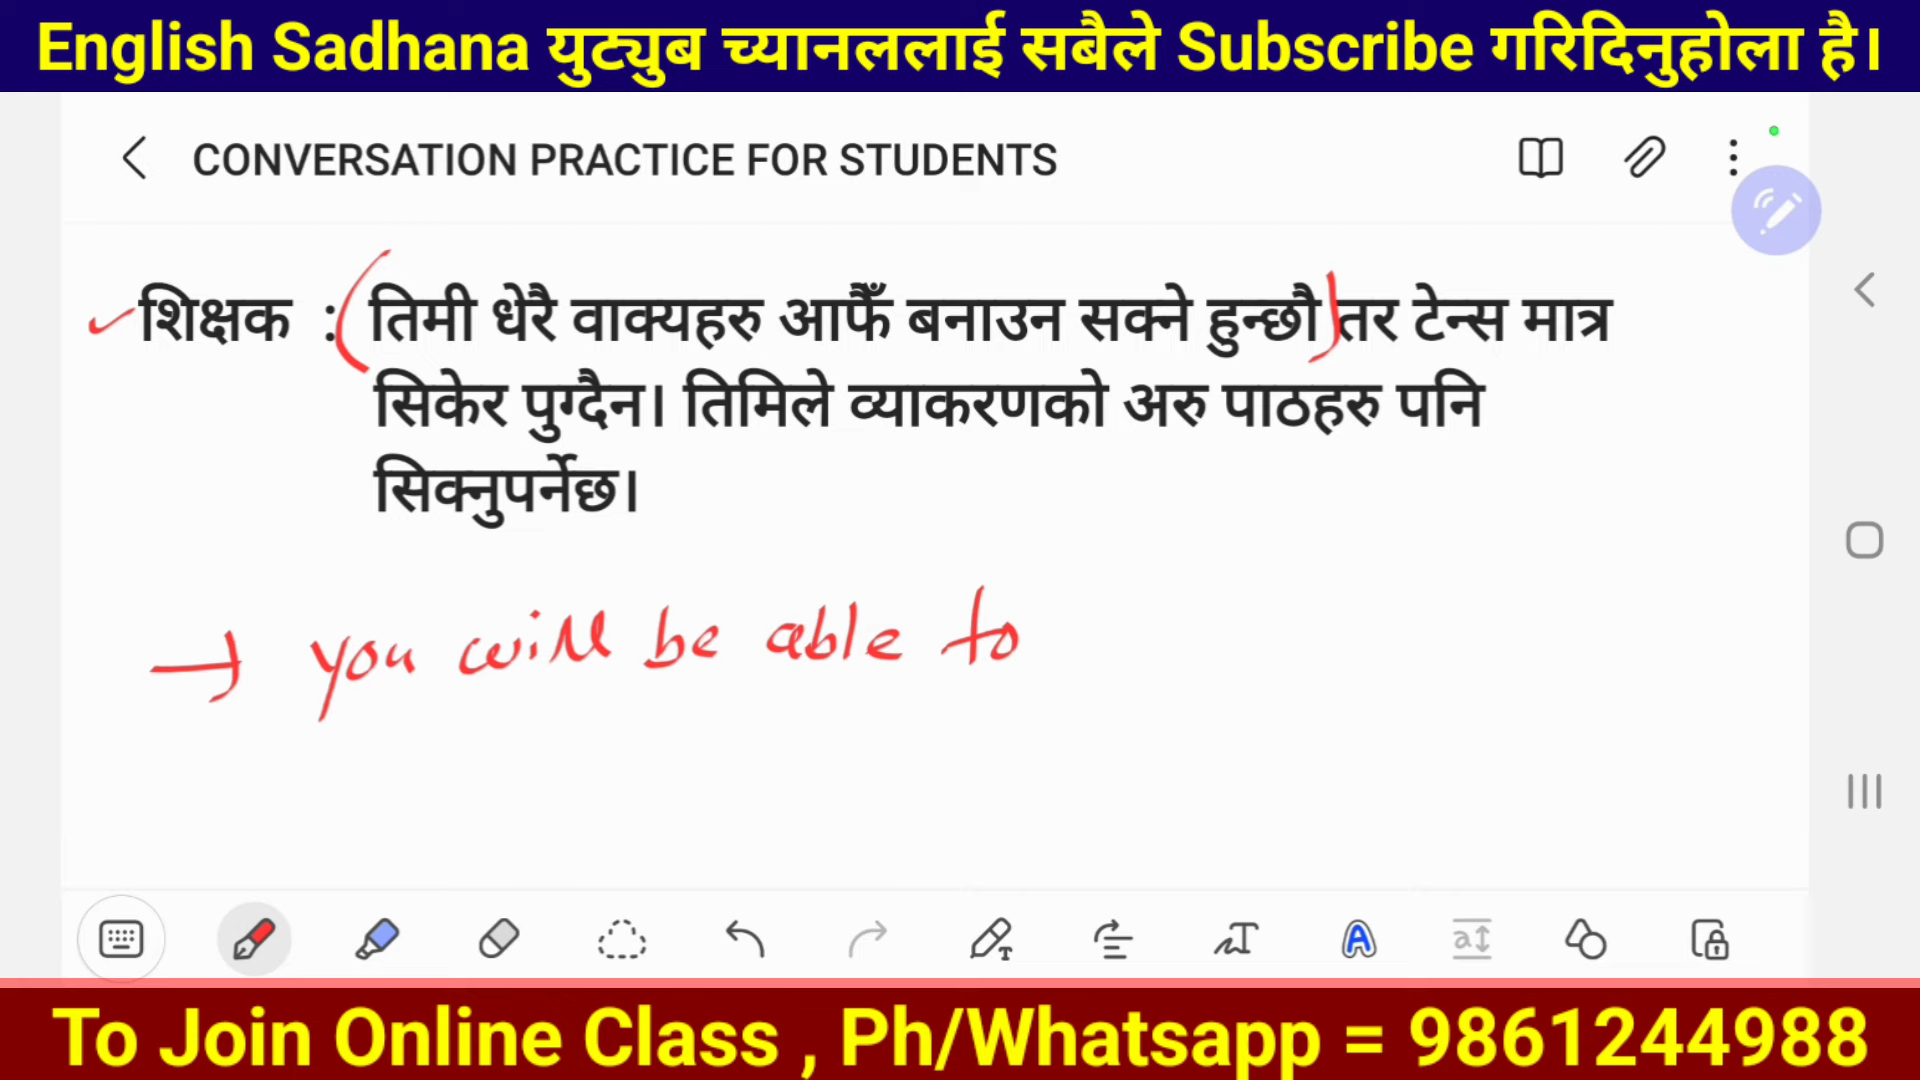 English Sadhana युट्युब च्यानललाई सबैले Subscribe गरिदिनुहोला है।
CONVERSATION PRACTICE FOR STUDENTS
शिक्षक : (तिमी धेरै वाक्यहरु आफैँ बनाउन सक्ने हुन्छौ) तर टेन्स मात्र
सिकेर पुग्दैन। तिमिले व्याकरणको अरु पाठहरु पनि
सिक्नुपर्नेछ।
→ you will be able to
To Join Online Class , Ph/Whatsapp = 9861244988